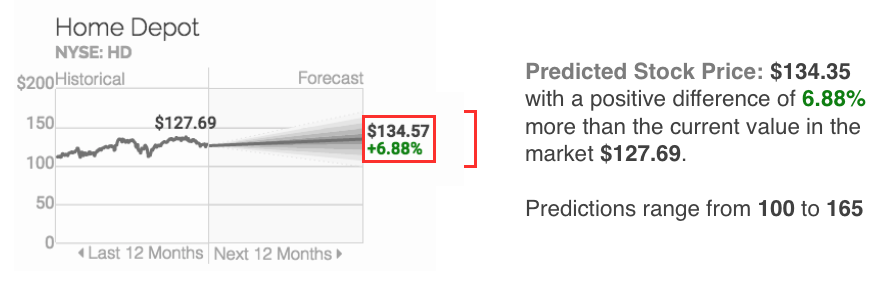 Home Depot
NYSE: HD
Historical
Forecast
$200
150
100
50
0
$127.69
$134.57
+6.88%
Last 12 Months
Next 12 Months
Predicted Stock Price: $134.35
with a positive difference of 6.88%
more than the current value in the
market $127.69.
Predictions range from 100 to 165